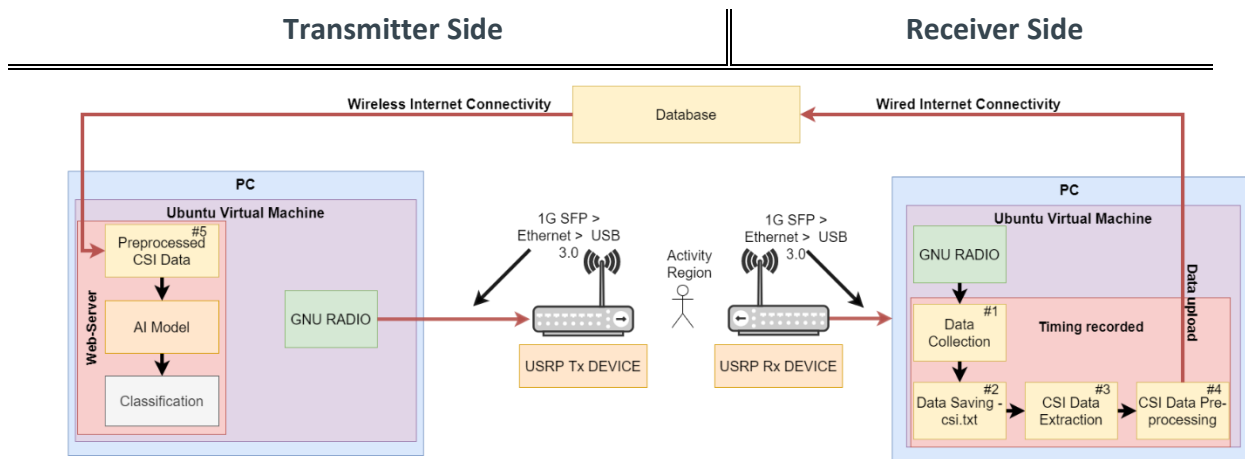 Transmitter Side
Receiver Side
Wireless Internet Connectivity
Database
Wired Internet Connectivity
PC
Ubuntu Virtual Machine
#5
Preprocessed
CSI Data
AI Model
Classification
Web-Server
GNU RADIO
1G SFP >
Ethernet > USB
3.0
USRP Tx DEVICE
Activity
Region
1G SFP >
Ethernet > USB
3.0
USRP Rx DEVICE
PC
Ubuntu Virtual Machine
GNU RADIO
#1
Data
Collection
Timing recorded
Data upload
#2
Data Saving -
csi.txt
#3
CSI Data
Extraction
#4
CSI Data Pre-
processing